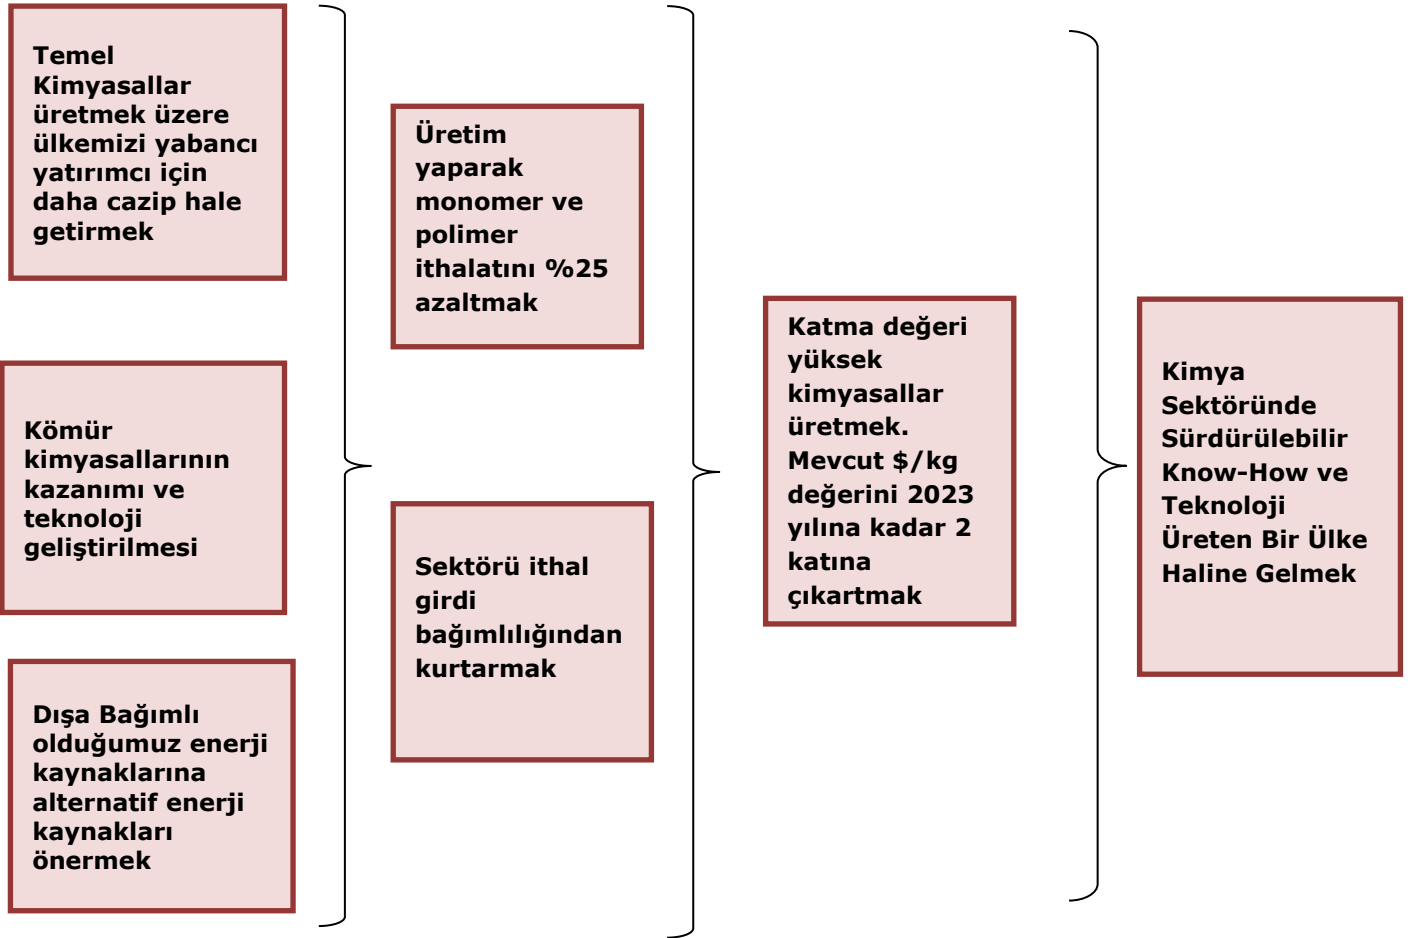 Temel
Kimyasallar
üretmek üzere
ülkemizi yabancı
yatırımcı için
daha cazip hale
getirmek
Kömür
kimyasallarının
kazanımı ve
teknoloji
geliştirilmesi
Dışa Bağımlı
olduğumuz enerji
kaynaklarına
alternatif enerji
kaynakları
önermek
Üretim
yaparak
monomer ve
polimer
ithalatını %25
azaltmak
Sektörü ithal
girdi
bağımlılığından
kurtarmak
Katma değeri
yüksek
kimyasallar
üretmek.
Mevcut $/kg
değerini 2023
yılına kadar 2
katına
çıkartmak
Kimya
Sektöründe
Sürdürülebilir
Know-How ve
Teknoloji
Üreten Bir Ülke
Haline Gelmek